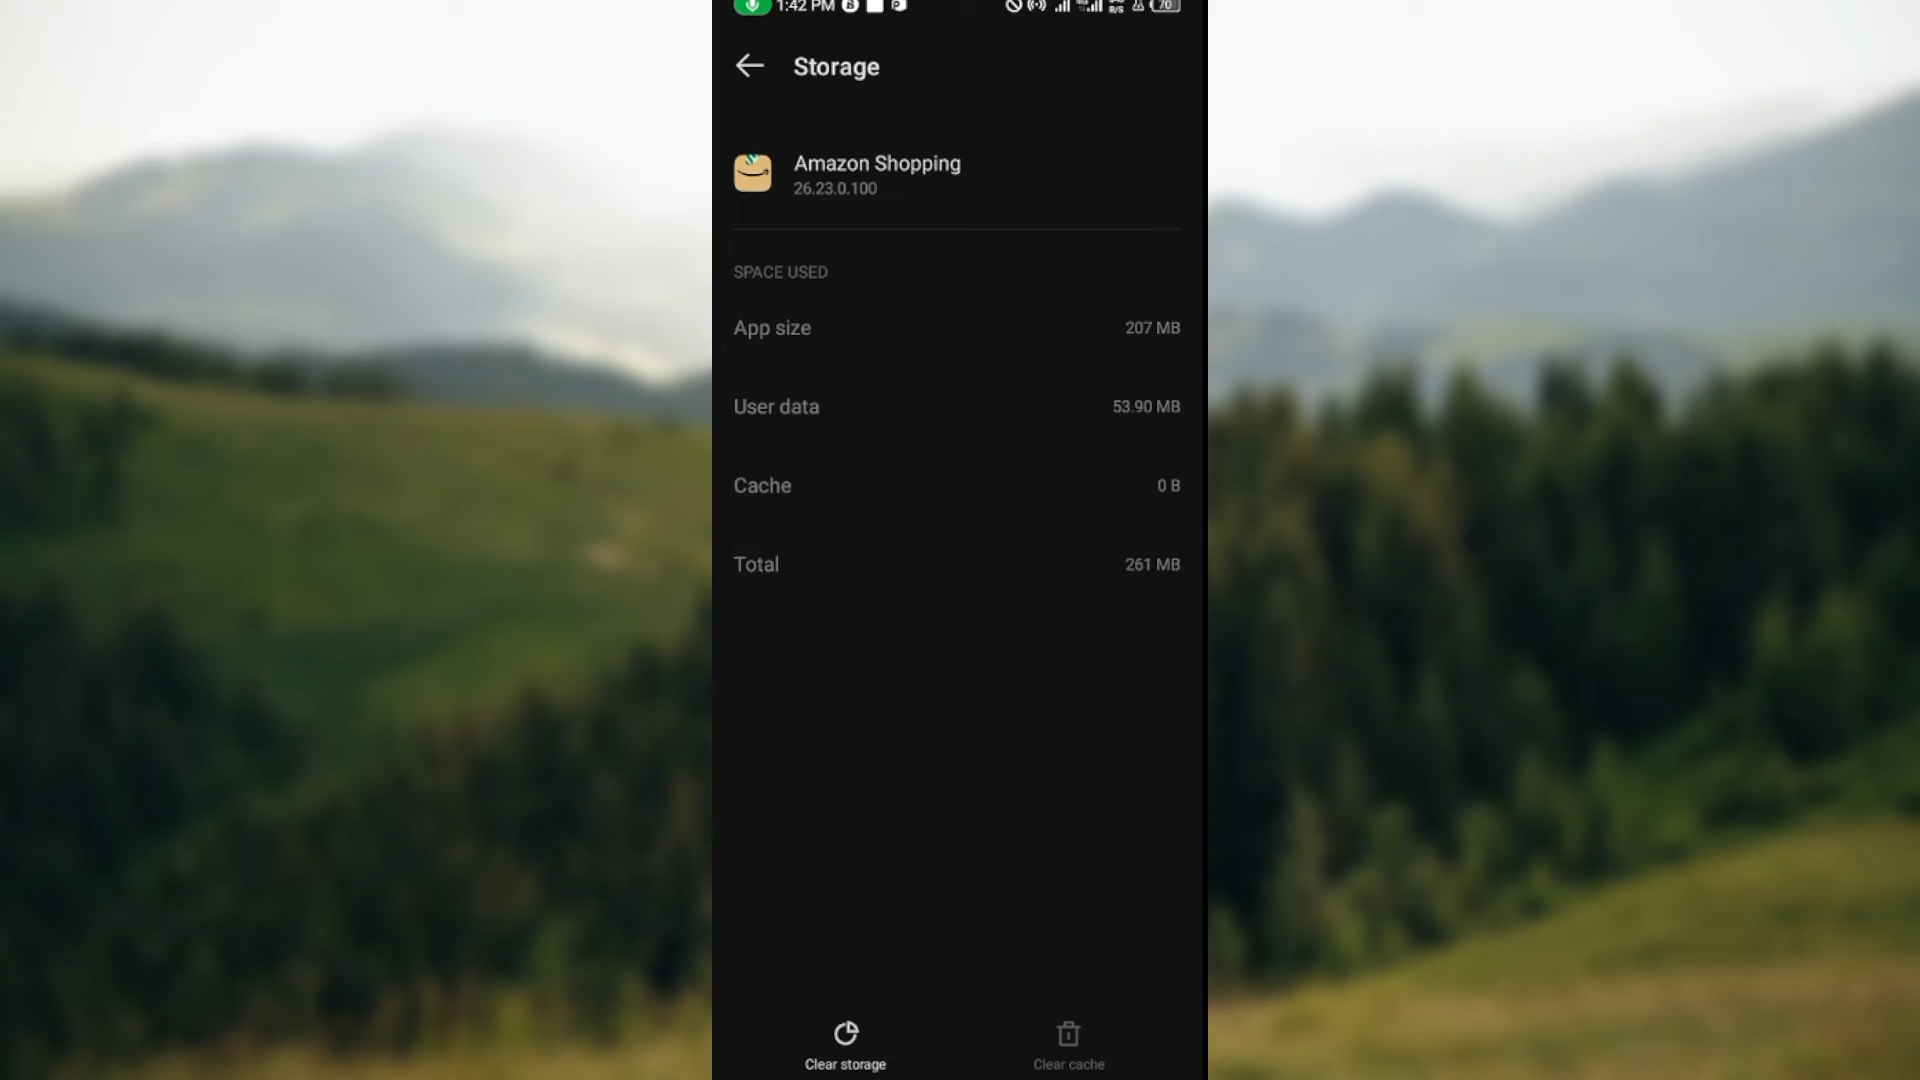 1:42 PM
70
Storage
Amazon Shopping
26.23.0.100
SPACE USED
App size 207 MB
User data 53.90 MB
Cache 0 B
Total 261 MB
Clear storage Clear cache